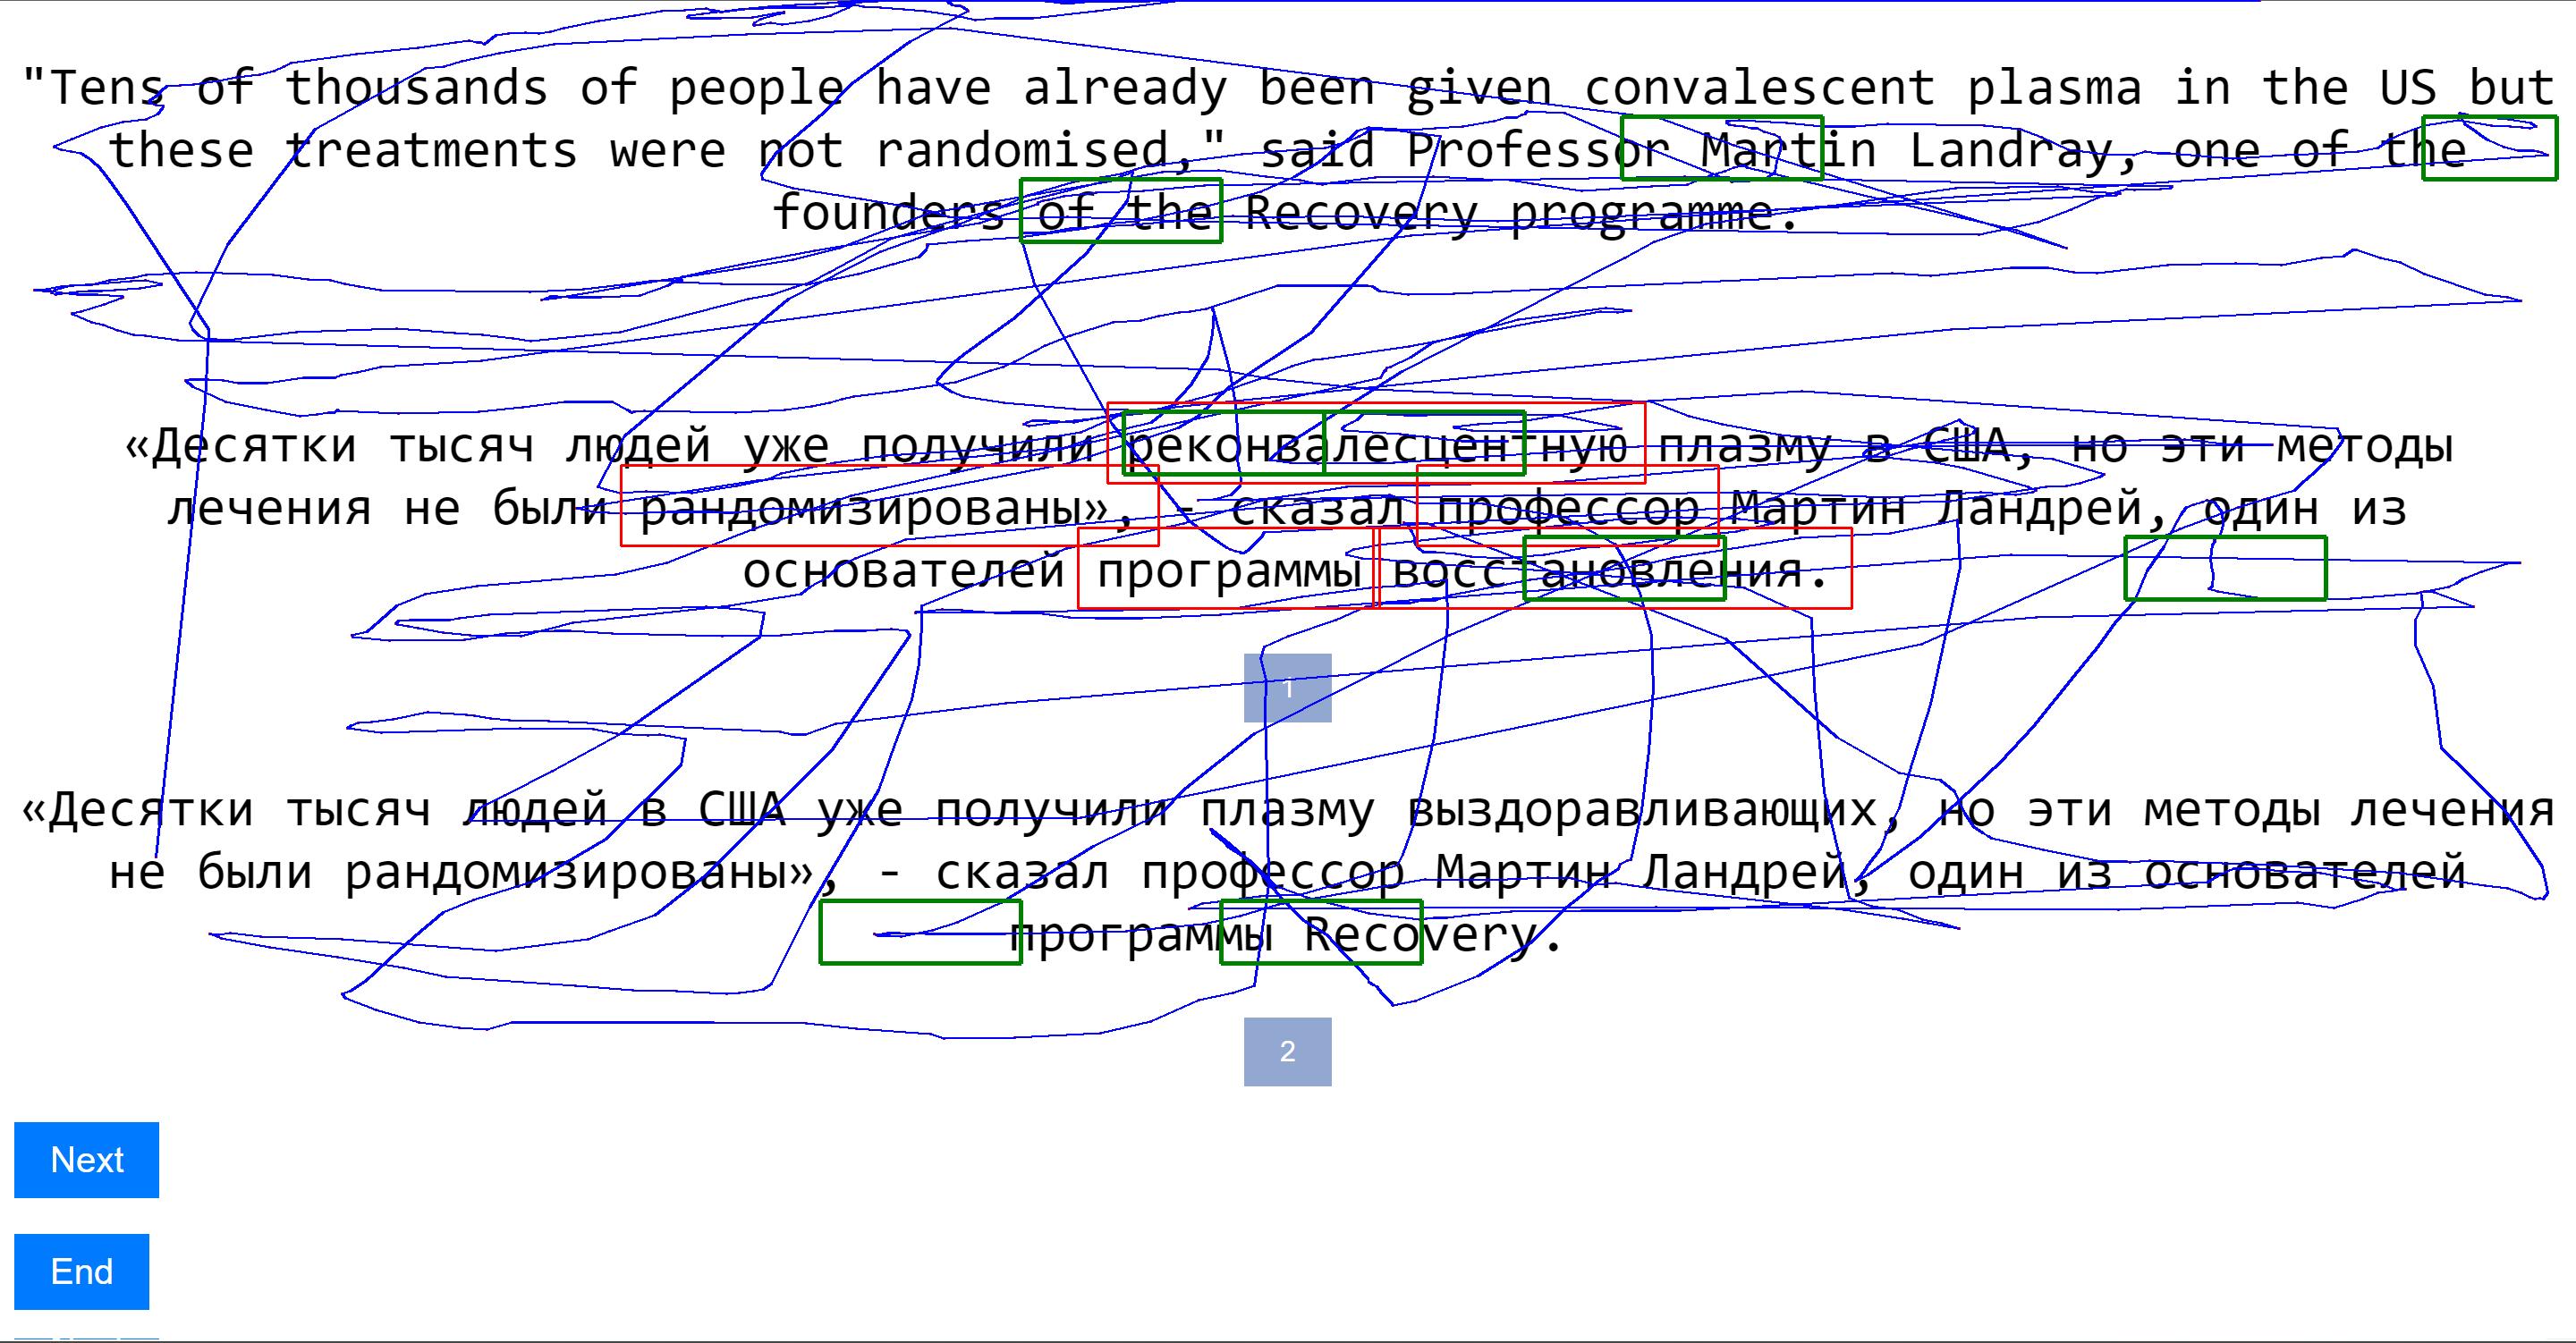 "Tens of thousands of people have already been given convalescent plasma in the US but
these treatments were not randomised," said Professor Martin Landray, one of the
founders of the Recovery programme.
«Десятки тысяч людей уже получили реконвалесцентную плазму в США, но эти методы
лечения не были рандомизированы», - сказал профессор Мартин Ландрей, один из
основателей программы восстановления.
1
«Десятки тысяч людей в США уже получили плазму выздоравливающих, но эти методы лечения
не были рандомизированы», - сказал профессор Мартин Ландрей, один из основателей
программы Recovery.
2
Next
End